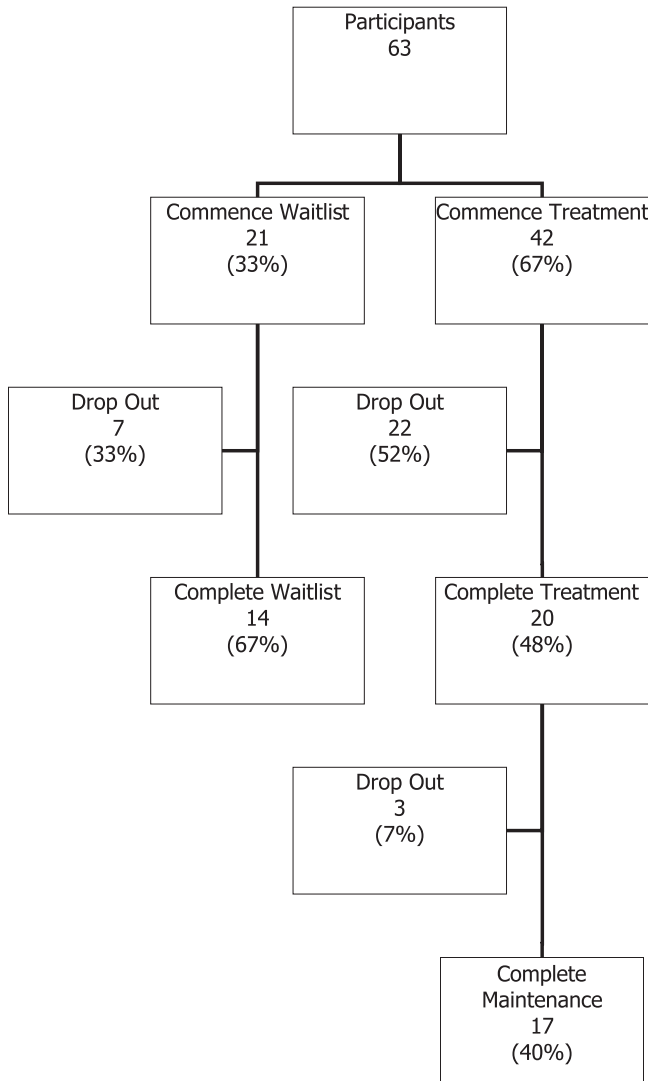 Participants
63
Commence Waitlist
21
(33%)
Commence Treatment
42
(67%)
Drop Out
7
(33%)
Drop Out
22
(52%)
Complete Waitlist
14
(67%)
Complete Treatment
20
(48%)
Drop Out
3
(7%)
Complete
Maintenance
17
(40%)